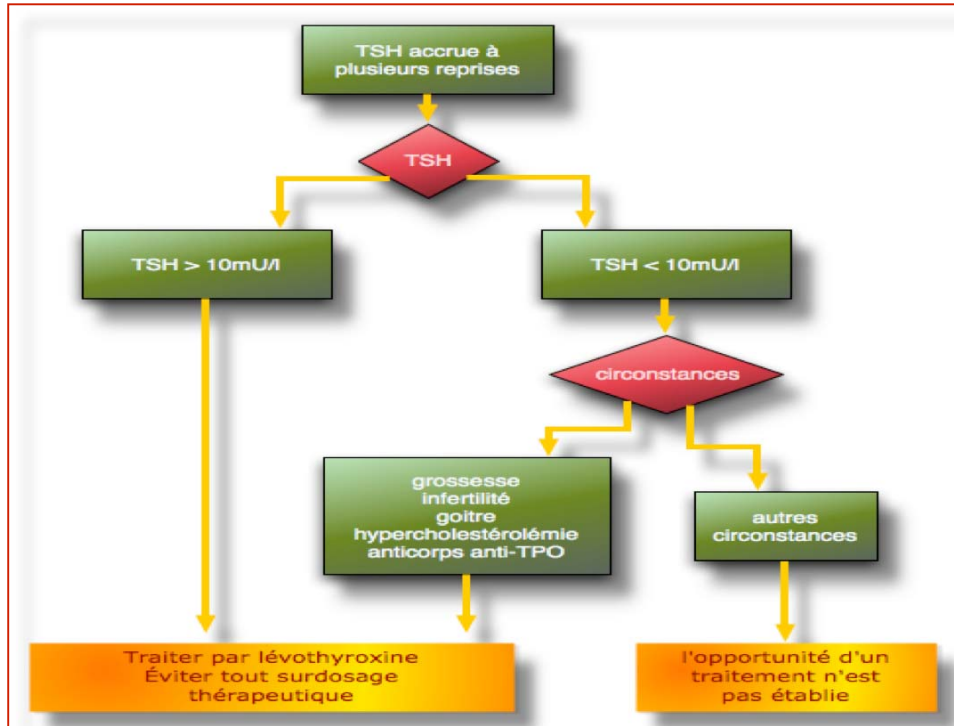 TSH accrue à
plusieurs reprises
TSH
TSH > 10mU/l
TSH < 10mU/l
circonstances
grossesse
infertilité
goitre
hypercholestérolémie
anticorps anti-TPO
autres
circonstances
Traiter par lévothyroxine
Éviter tout surdosage
thérapeutique
l'opportunité d'un
traitement n'est
pas établie